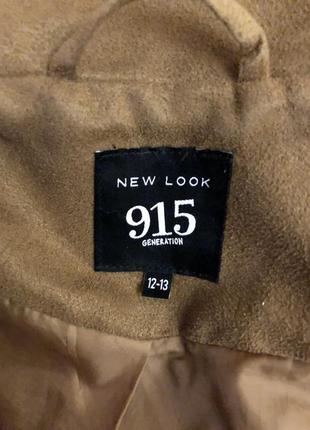 NEW LOOK
915
GENERATION
12-13